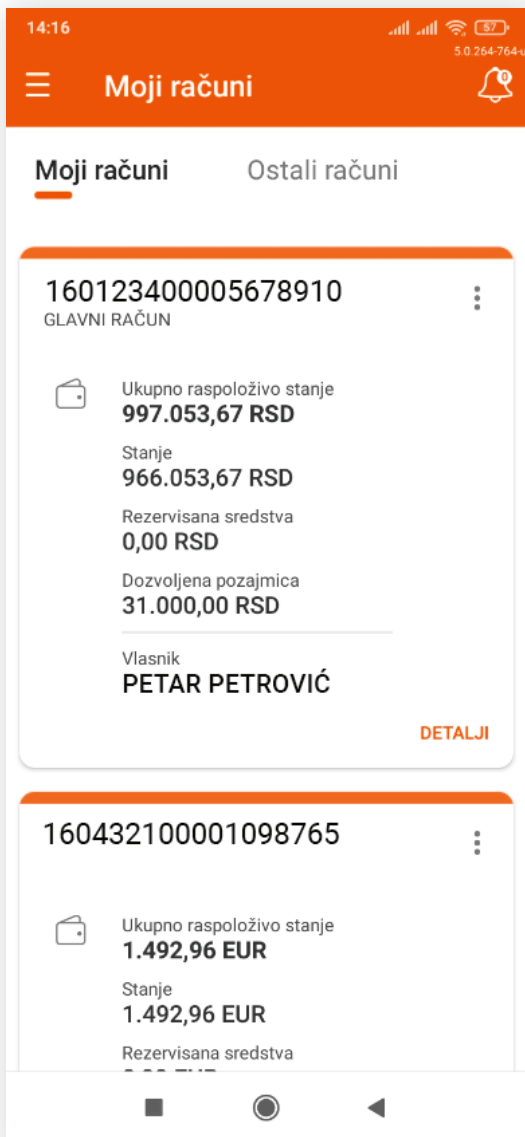 14:16
57
5.0.264-764-u
Moji računi
0
Moji računi
Ostali računi
160123400005678910
GLAVNI RAČUN
Ukupno raspoloživo stanje
997.053,67 RSD
Stanje
966.053,67 RSD
Rezervisana sredstva
0,00 RSD
Dozvoljena pozajmica
31.000,00 RSD
Vlasnik
PETAR PETROVIĆ
DETALJI
160432100001098765
Ukupno raspoloživo stanje
1.492,96 EUR
Stanje
1.492,96 EUR
Rezervisana sredstva